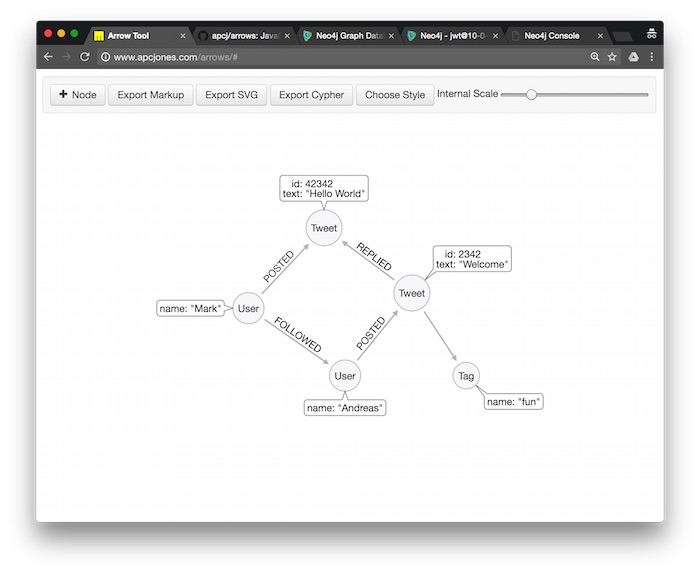 Arrow Tool
apcj/arrows: Java
Neo4j Graph Data
Neo4j - jwt@10-0-
Neo4j Console
www.apcjones.com/arrows/#
+ Node
Export Markup
Export SVG
Export Cypher
Choose Style
Internal Scale
id: 42342
text: "Hello World"
Tweet
POSTED
REPLIED
id: 2342
text: "Welcome"
Tweet
name: "Mark"
User
FOLLOWED
POSTED
User
Tag
name: "Andreas"
name: "fun"